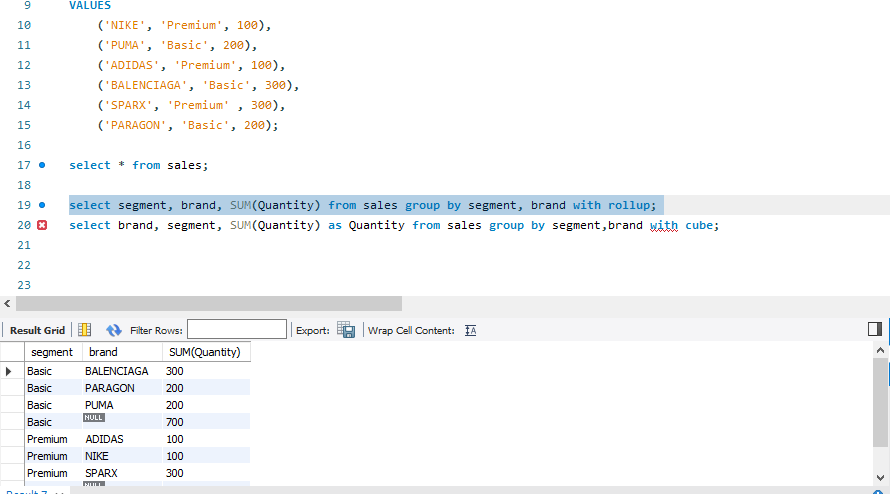 9 VALUES
10 ('NIKE', 'Premium', 100),
11 ('PUMA', 'Basic', 200),
12 ('ADIDAS', 'Premium', 100),
13 ('BALENCIAGA', 'Basic', 300),
14 ('SPARX', 'Premium' , 300),
15 ('PARAGON', 'Basic', 200);
16
17 select * from sales;
18
19 select segment, brand, SUM(Quantity) from sales group by segment, brand with rollup;
20 select brand, segment, SUM(Quantity) as Quantity from sales group by segment,brand with cube;
21
22
23
Result Grid Filter Rows: Export: Wrap Cell Content: IA
segment brand SUM(Quantity)
Basic BALENCIAGA 300
Basic PARAGON 200
Basic PUMA 200
Basic NULL 700
Premium ADIDAS 100
Premium NIKE 100
Premium SPARX 300
NULL
Result 7